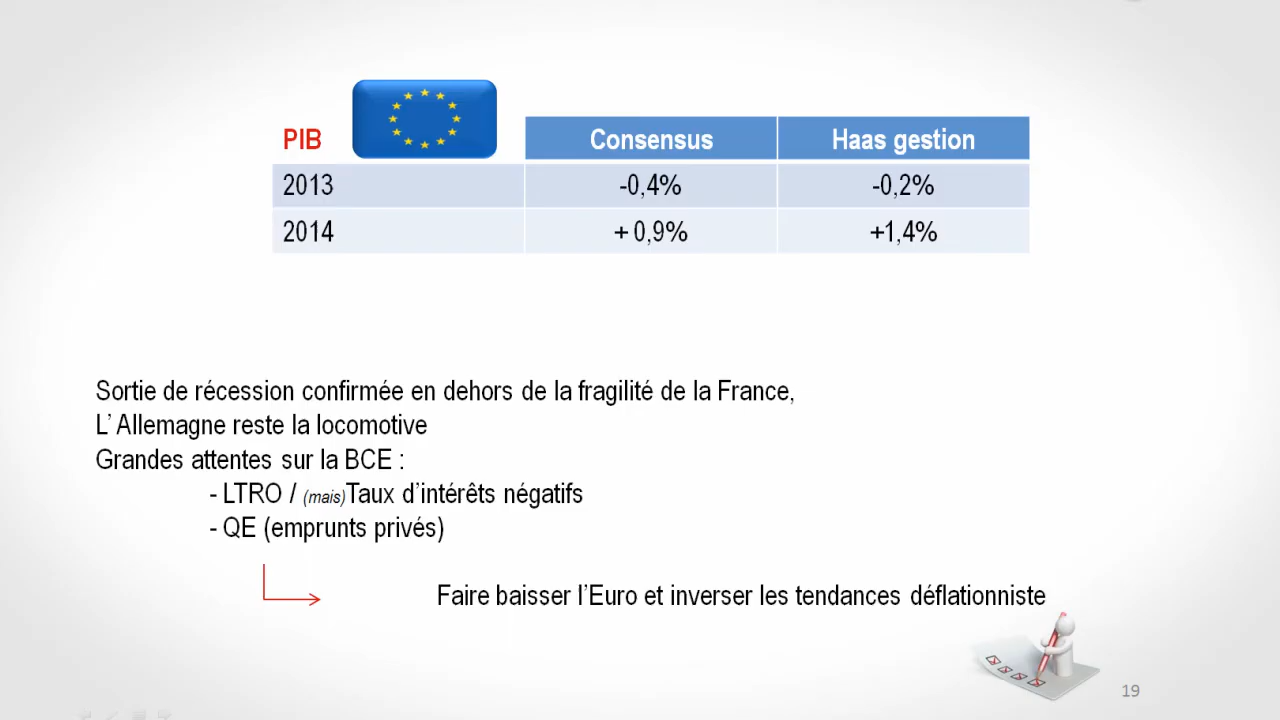 PIB Consensus Haas gestion
2013 -0,4% -0,2%
2014 + 0,9% +1,4%
Sortie de récession confirmée en dehors de la fragilité de la France,
L’ Allemagne reste la locomotive
Grandes attentes sur la BCE :
- LTRO / (mais)Taux d’intérêts négatifs
- QE (emprunts privés)
Faire baisser l’Euro et inverser les tendances déflationniste
19